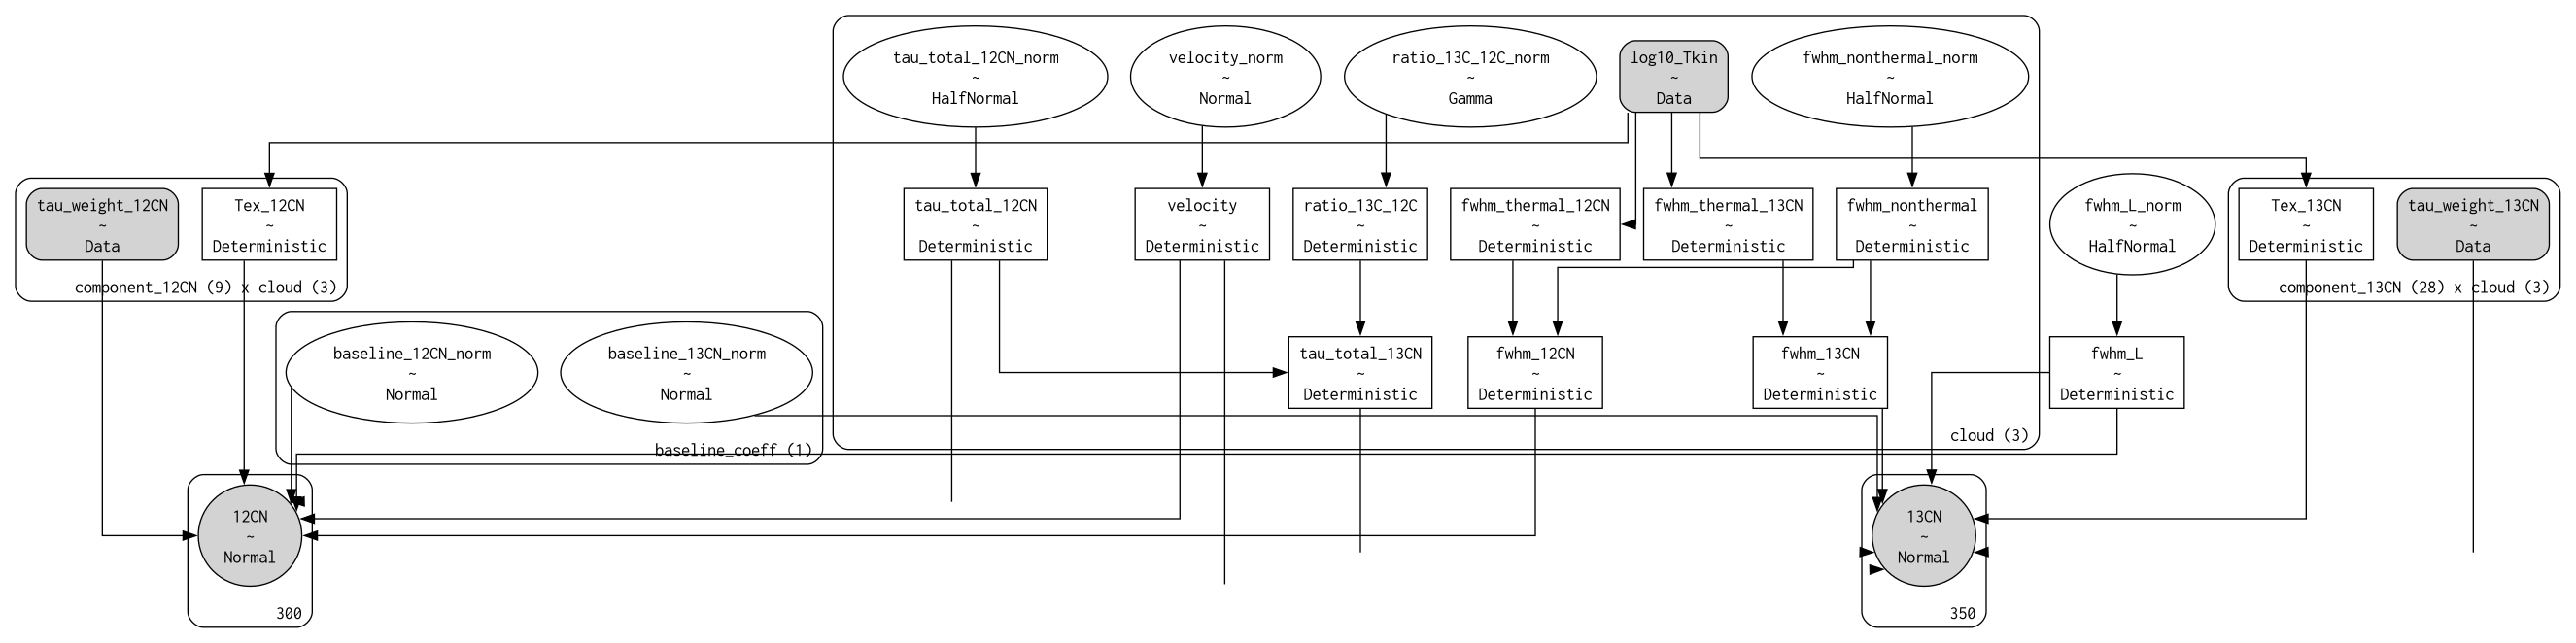 tau_total_12CN_norm
~
HalfNormal
velocity_norm
~
Normal
ratio_13C_12C_norm
~
Gamma
log10_Tkin
~
Data
fwhm_nonthermal_norm
~
HalfNormal
tau_weight_12CN
~
Data
Tex_12CN
~
Deterministic
component_12CN (9) x cloud (3)
tau_total_12CN
~
Deterministic
velocity
~
Deterministic
ratio_13C_12C
~
Deterministic
fwhm_thermal_12CN
~
Deterministic
fwhm_thermal_13CN
~
Deterministic
fwhm_nonthermal
~
Deterministic
fwhm_L_norm
~
HalfNormal
Tex_13CN
~
Deterministic
tau_weight_13CN
~
Data
component_13CN (28) x cloud (3)
baseline_12CN_norm
~
Normal
baseline_13CN_norm
~
Normal
baseline_coeff (1)
tau_total_13CN
~
Deterministic
fwhm_12CN
~
Deterministic
fwhm_13CN
~
Deterministic
cloud (3)
fwhm_L
~
Deterministic
12CN
~
Normal
300
13CN
~
Normal
350